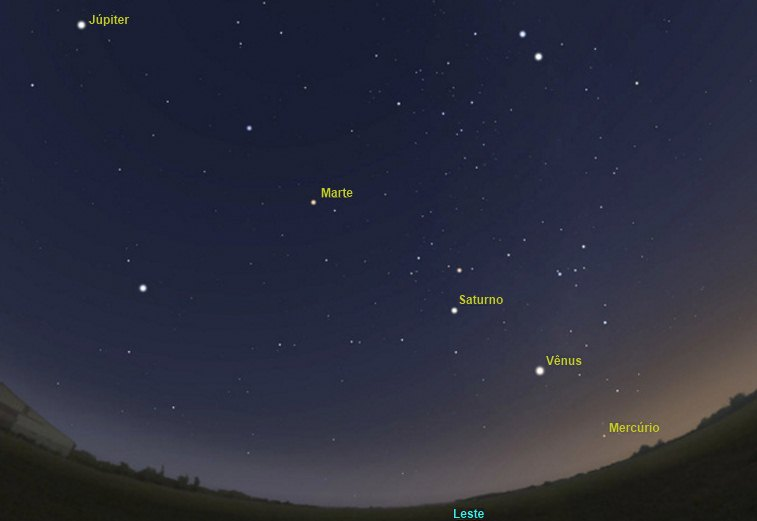 Júpiter
Marte
Saturno
Vênus
Mercúrio
Leste